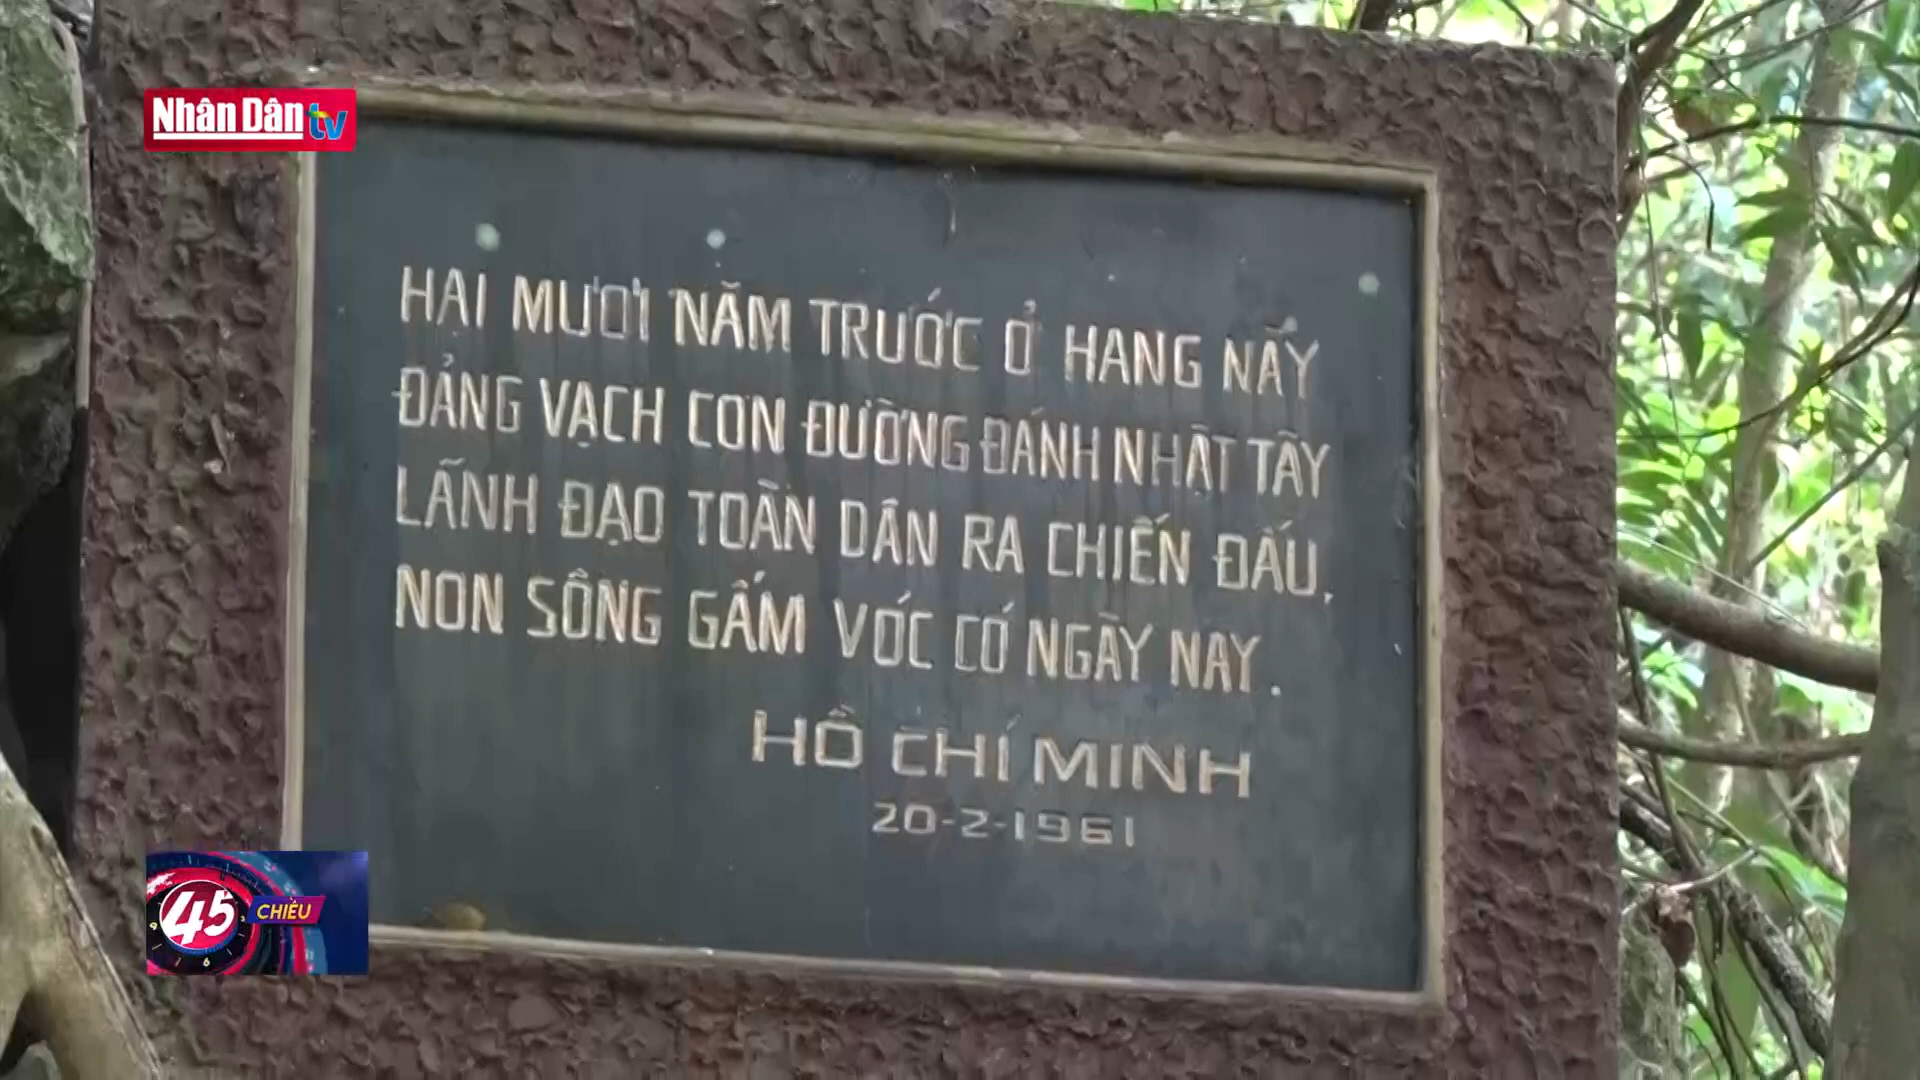 Nhân Dân tv
HAI MƯƠI NĂM TRƯỚC Ở HANG NẦY
ĐẢNG VẠCH CON ĐƯỜNG ĐÁNH NHẬT TÂY
LÃNH ĐẠO TOÀN DÂN RA CHIẾN ĐẤU,
NON SÔNG GẤM VÓC CÓ NGÀY NAY.
HỒ CHÍ MINH
20-2-1961
45 CHIỀU